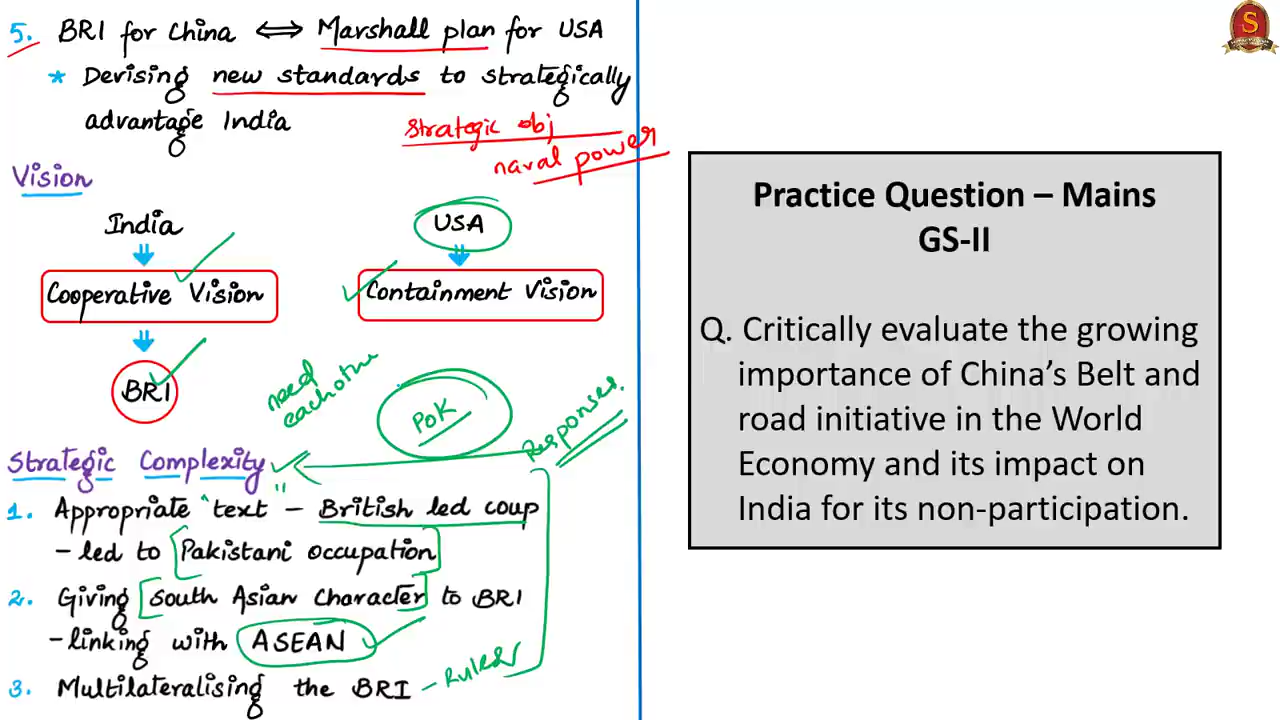 5. BRI for China ⟺ Marshall plan for USA
* Devising new standards to strategically
advantage India
strategic obj
naval power
Vision
India
USA
Cooperative Vision
Containment Vision
BRI
need
each othe
PoK
Responses.
Strategic Complexity
1. Appropriate "text" – British led coup
- led to [Pakistani occupation]
2. Giving [South Asian Character] to BRI
- linking with ASEAN
3. Multilateralising the BRI – Rules
S
Practice Question – Mains
GS-II
Q. Critically evaluate the growing
importance of China's Belt and
road initiative in the World
Economy and its impact on
India for its non-participation.